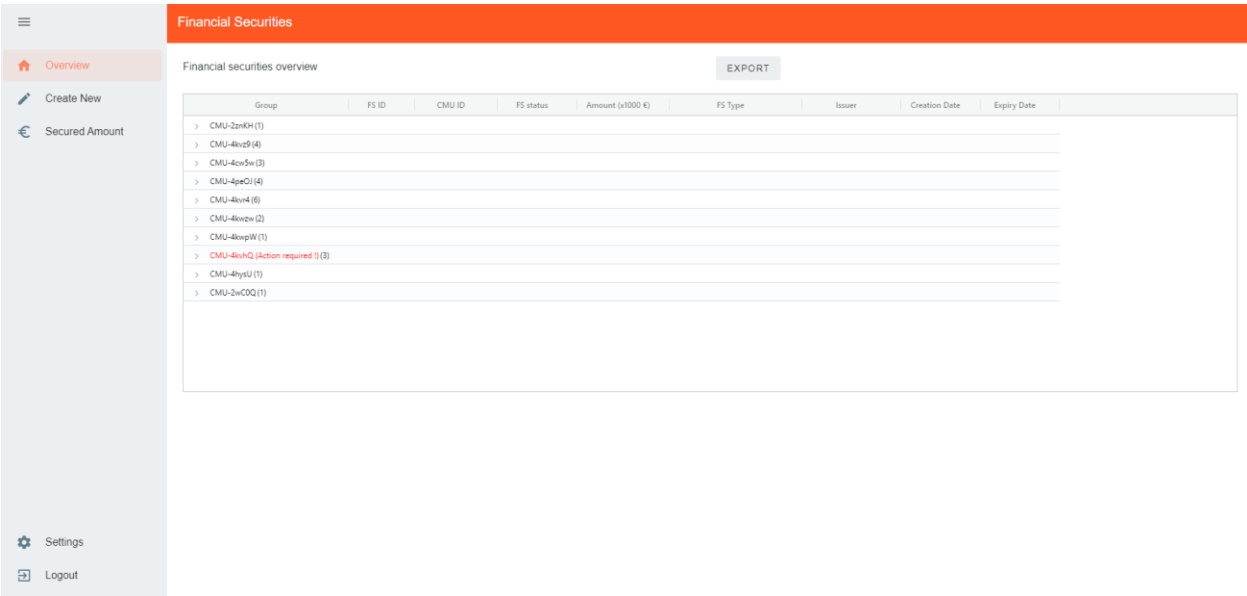 Financial Securities
Overview
Create New
Secured Amount
Settings
Logout
Financial securities overview
EXPORT
Group FS ID CMU ID FS status Amount (x1000 €) FS Type Issuer Creation Date Expiry Date
CMU-2znKH (1)
CMU-4kvz9 (4)
CMU-4cw5w (3)
CMU-4peOJ (4)
CMU-4kvr4 (6)
CMU-4kwzw (2)
CMU-4kwpW (1)
CMU-4kvhQ (Action required !) (3)
CMU-4hysU (1)
CMU-2wC0Q (1)